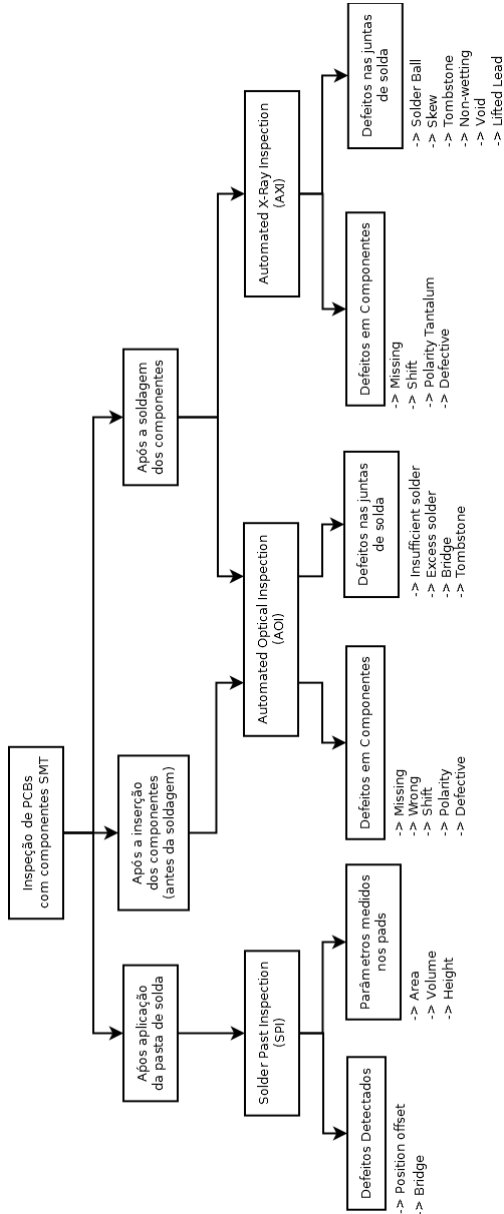 Inspeção de PCBs
com componentes SMT
Após aplicação
da pasta de solda
Após a inserção
dos componentes
(antes da soldagem)
Após a soldagem
dos componentes
Solder Past Inspection
(SPI)
Automated Optical Inspection
(AOI)
Automated X-Ray Inspection
(AXI)
Defeitos Detectados
-> Position offset
-> Bridge
Parâmetros medidos
nos pads
-> Area
-> Volume
-> Height
Defeitos em Componentes
-> Missing
-> Wrong
-> Shift
-> Polarity
-> Defective
Defeitos nas juntas
de solda
-> Insufficient solder
-> Excess solder
-> Bridge
-> Tombstone
Defeitos em Componentes
-> Missing
-> Shift
-> Polarity Tantalum
-> Defective
Defeitos nas juntas
de solda
-> Solder Ball
-> Skew
-> Tombstone
-> Non-wetting
-> Void
-> Lifted Lead